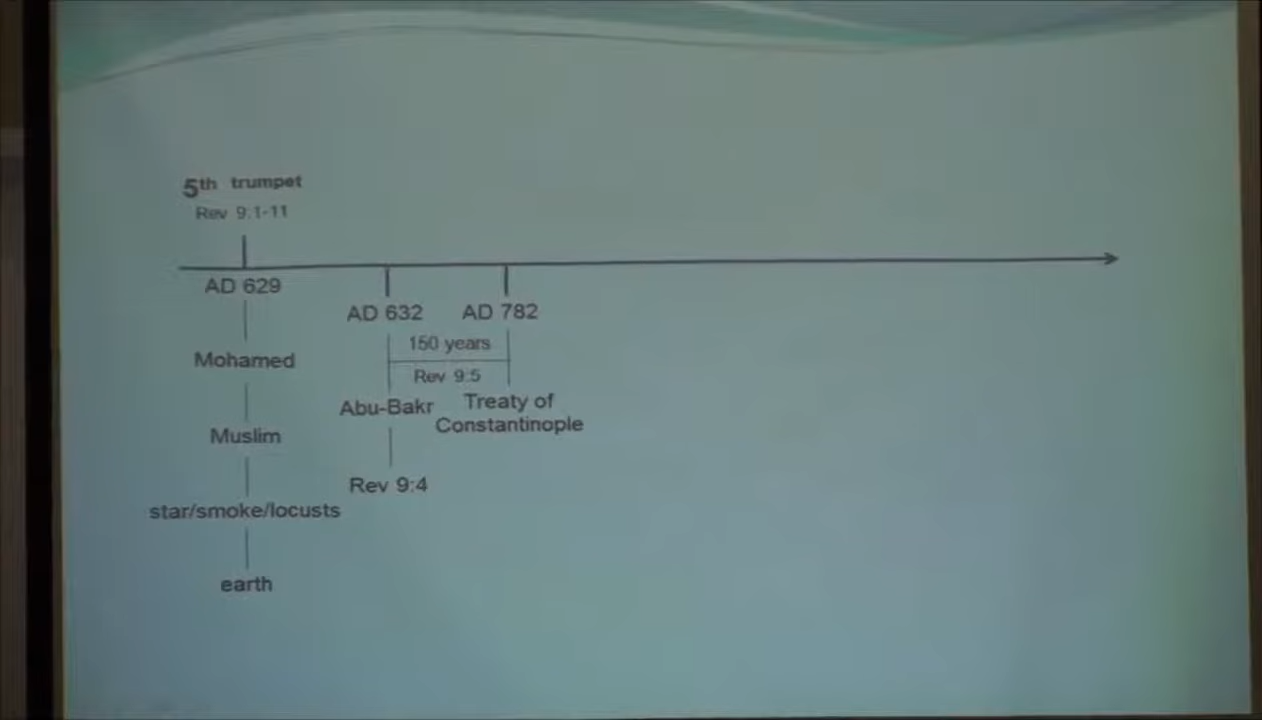 5th trumpet
Rev 9:1-11
AD 629
AD 632
AD 782
150 years
Rev 9:5
Mohamed
Abu-Bakr
Treaty of
Constantinople
Muslim
Rev 9:4
star/smoke/locusts
earth